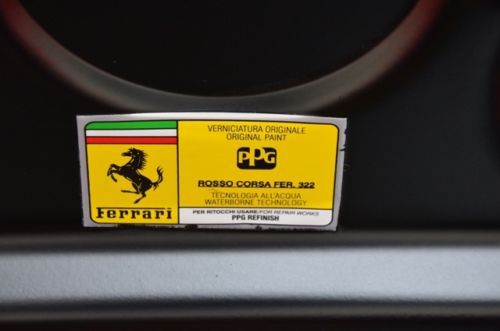 VERNICIATURA ORIGINALE
ORIGINAL PAINT
PPG
ROSSO CORSA FER. 322
TECNOLOGIA ALL'ACQUA
WATERBORNE TECHNOLOGY
Ferrari
PER RITOCCHI USARE/FOR REPAIR WORKS
PPG REFINISH